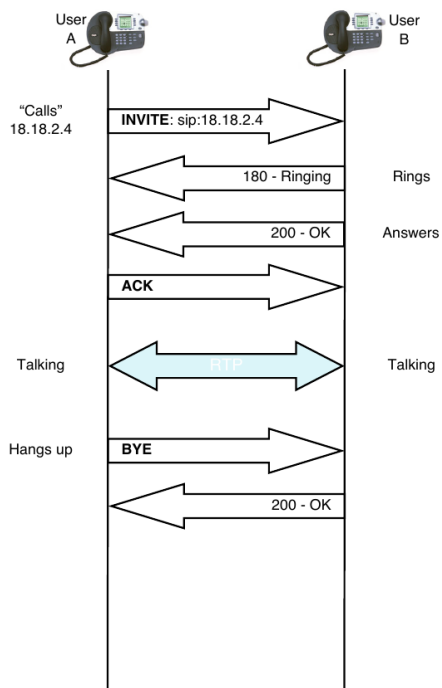 User
A
User
B
“Calls”
18.18.2.4
INVITE: sip:18.18.2.4
180 - Ringing
Rings
200 - OK
Answers
ACK
Talking
RTP
Talking
Hangs up
BYE
200 - OK